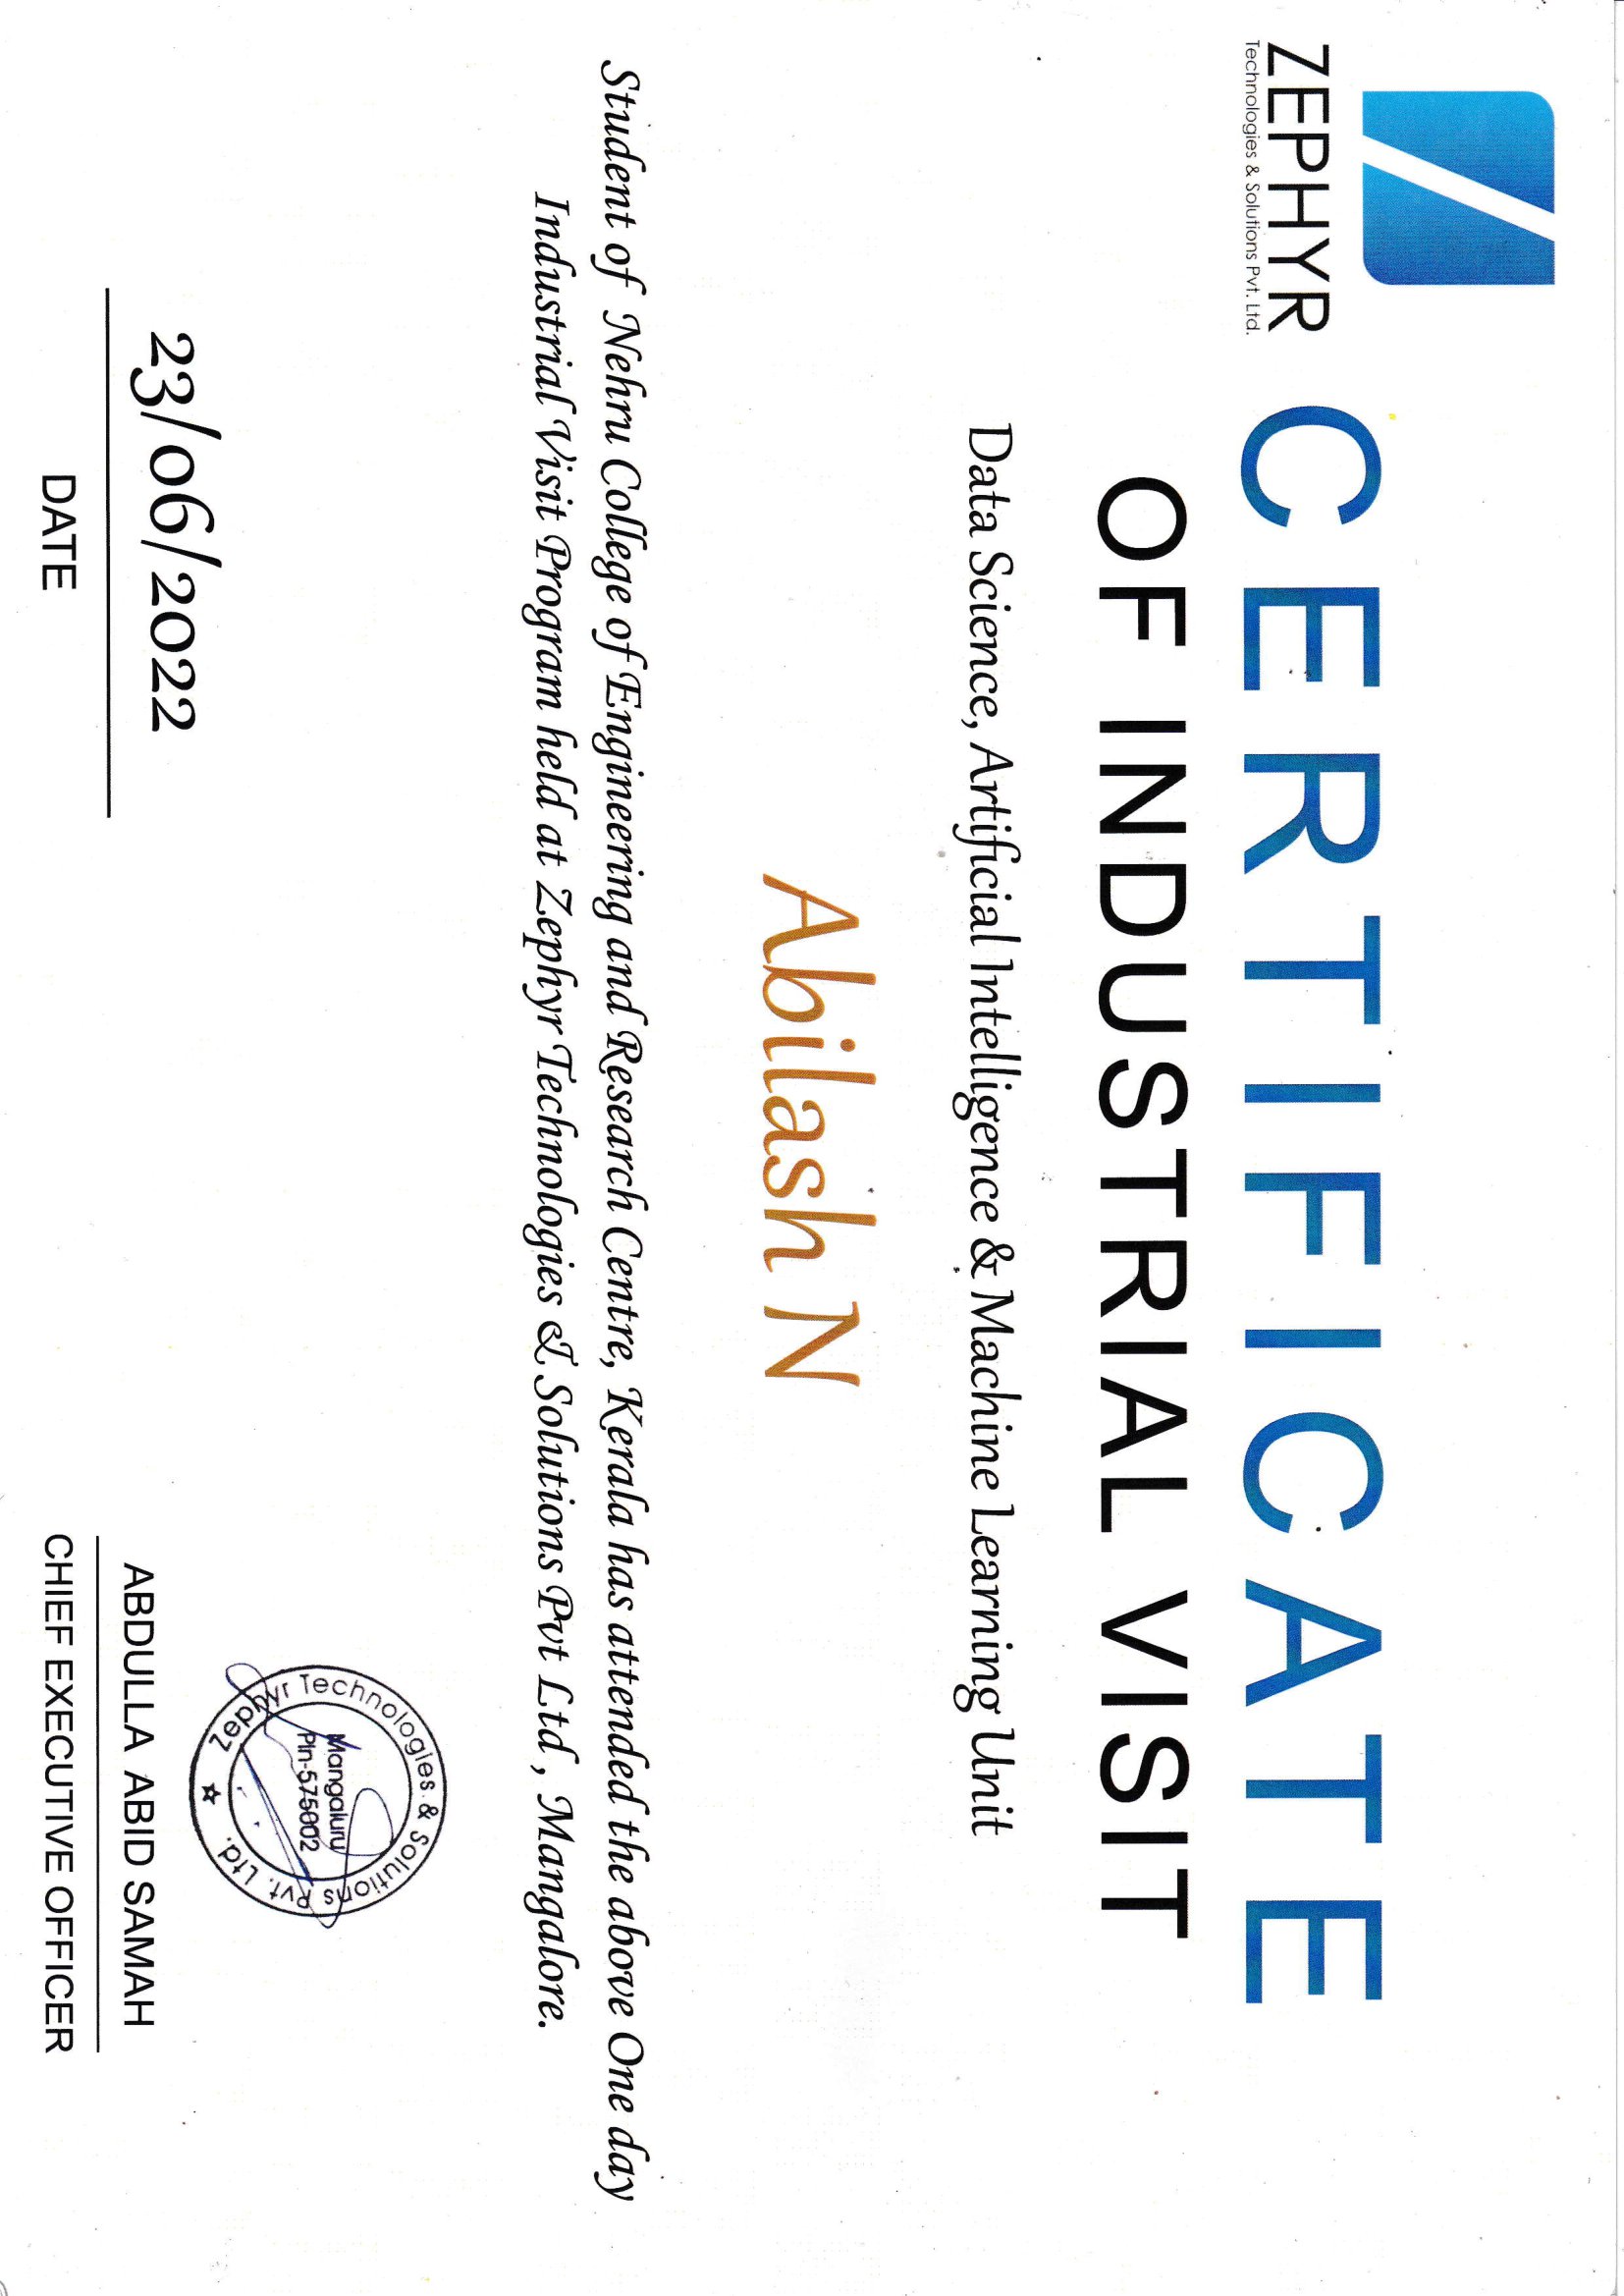 ZEPHYR
Technologies & Solutions Pvt. Ltd.
CERTIFICATE
OF INDUSTRIAL VISIT
Data Science, Artificial Intelligence & Machine Learning Unit
Abilash N
Student of Nehru College of Engineering and Research Centre, Kerala has attended the above One day
Industrial Visit Program held at Zephyr Technologies & Solutions Pvt Ltd , Mangalore.
Zephyr Technologies & Solutions Pvt. Ltd.
Mangaluru
Pin-575002
23/06/2022
DATE
ABDULLA ABID SAMAH
CHIEF EXECUTIVE OFFICER